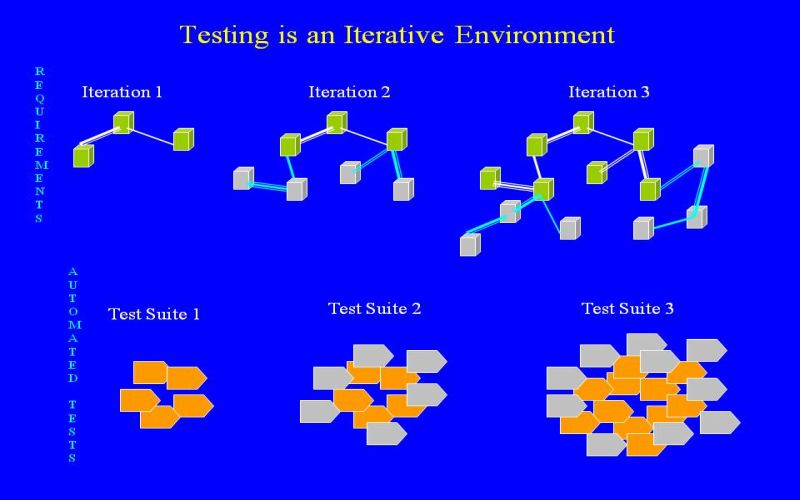 Testing is an Iterative Environment
REQUIREMENTS
Iteration 1
Iteration 2
Iteration 3
AUTOMATED TESTS
Test Suite 1
Test Suite 2
Test Suite 3